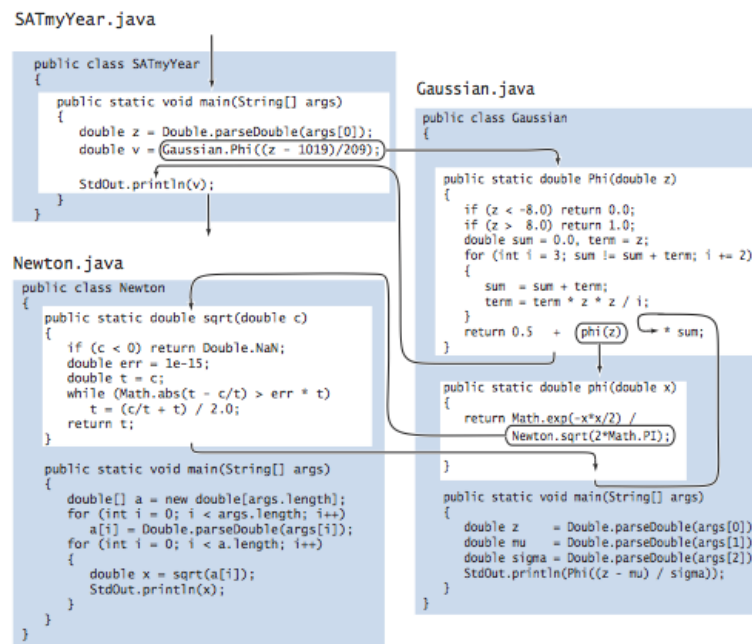 SATmyYear.java
public class SATmyYear
{
public static void main(String[] args)
{
double z = Double.parseDouble(args[0]);
double v = Gaussian.Phi((z - 1019)/209);
StdOut.println(v);
}
}
Gaussian.java
public class Gaussian
{
public static double Phi(double z)
{
if (z < -8.0) return 0.0;
if (z > 8.0) return 1.0;
double sum = 0.0, term = z;
for (int i = 3; sum != sum + term; i += 2)
{
sum = sum + term;
term = term * z * z / i;
}
return 0.5 + phi(z) * sum;
}
public static double phi(double x)
{
return Math.exp(-x*x/2) /
Newton.sqrt(2*Math.PI);
}
public static void main(String[] args)
{
double z = Double.parseDouble(args[0])
double mu = Double.parseDouble(args[1])
double sigma = Double.parseDouble(args[2])
StdOut.println(Phi((z - mu) / sigma));
}
}
Newton.java
public class Newton
{
public static double sqrt(double c)
{
if (c < 0) return Double.NaN;
double err = 1e-15;
double t = c;
while (Math.abs(t - c/t) > err * t)
t = (c/t + t) / 2.0;
return t;
}
public static void main(String[] args)
{
double[] a = new double[args.length];
for (int i = 0; i < args.length; i++)
a[i] = Double.parseDouble(args[i]);
for (int i = 0; i < a.length; i++)
{
double x = sqrt(a[i]);
StdOut.println(x);
}
}
}